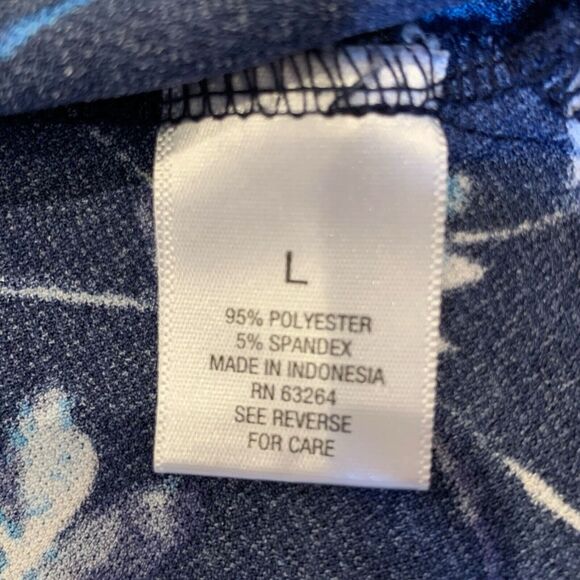 L
95% POLYESTER
5% SPANDEX
MADE IN INDONESIA
RN 63264
SEE REVERSE
FOR CARE